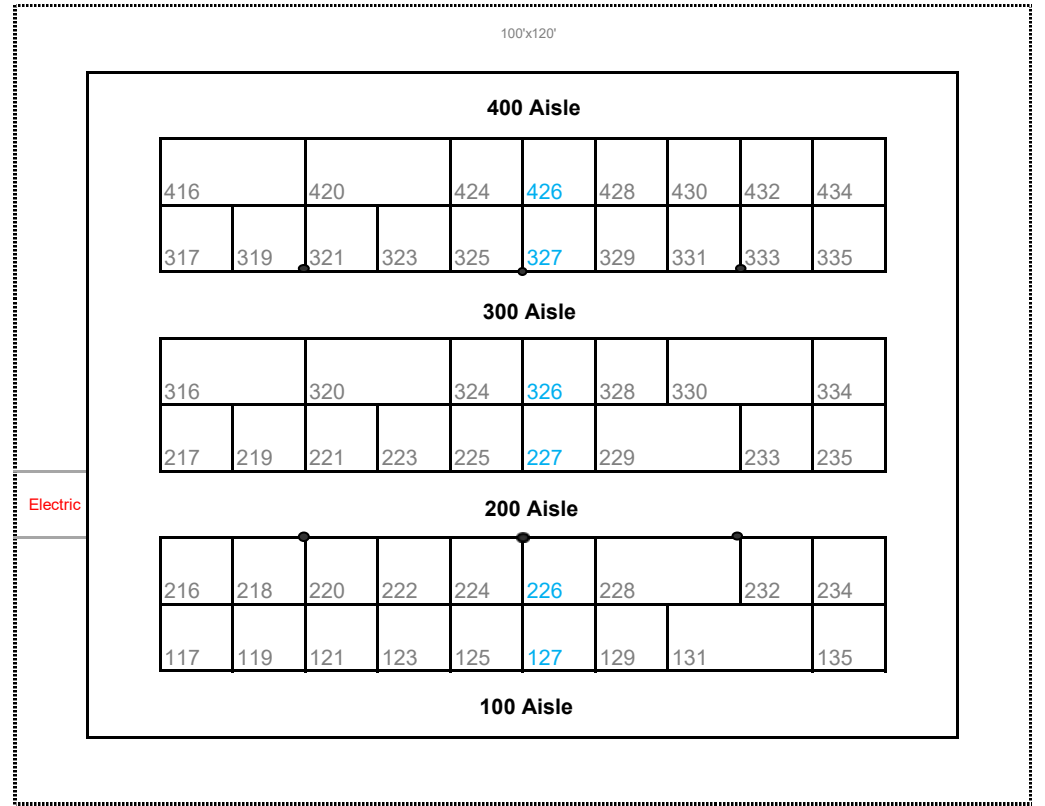 100'x120'
400 Aisle
416 420 424 426 428 430 432 434
317 319 321 323 325 327 329 331 333 335
300 Aisle
316 320 324 326 328 330 334
217 219 221 223 225 227 229 233 235
Electric
200 Aisle
216 218 220 222 224 226 228 232 234
117 119 121 123 125 127 129 131 135
100 Aisle